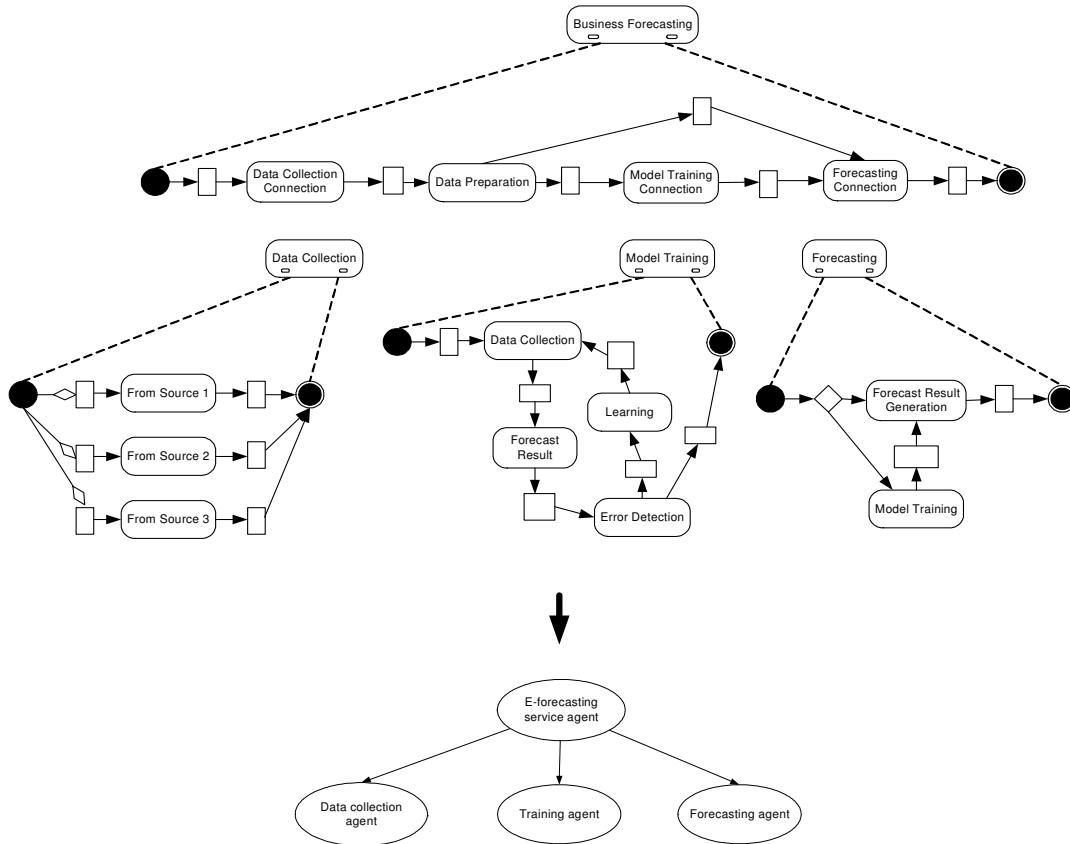 Business Forecasting
Data Collection
Connection
Data Preparation
Model Training
Connection
Forecasting
Connection
Data Collection
From Source 1
From Source 2
From Source 3
Model Training
Data Collection
Learning
Forecast
Result
Error Detection
Forecasting
Forecast Result
Generation
Model Training
E-forecasting
service agent
Data collection
agent
Training agent
Forecasting agent